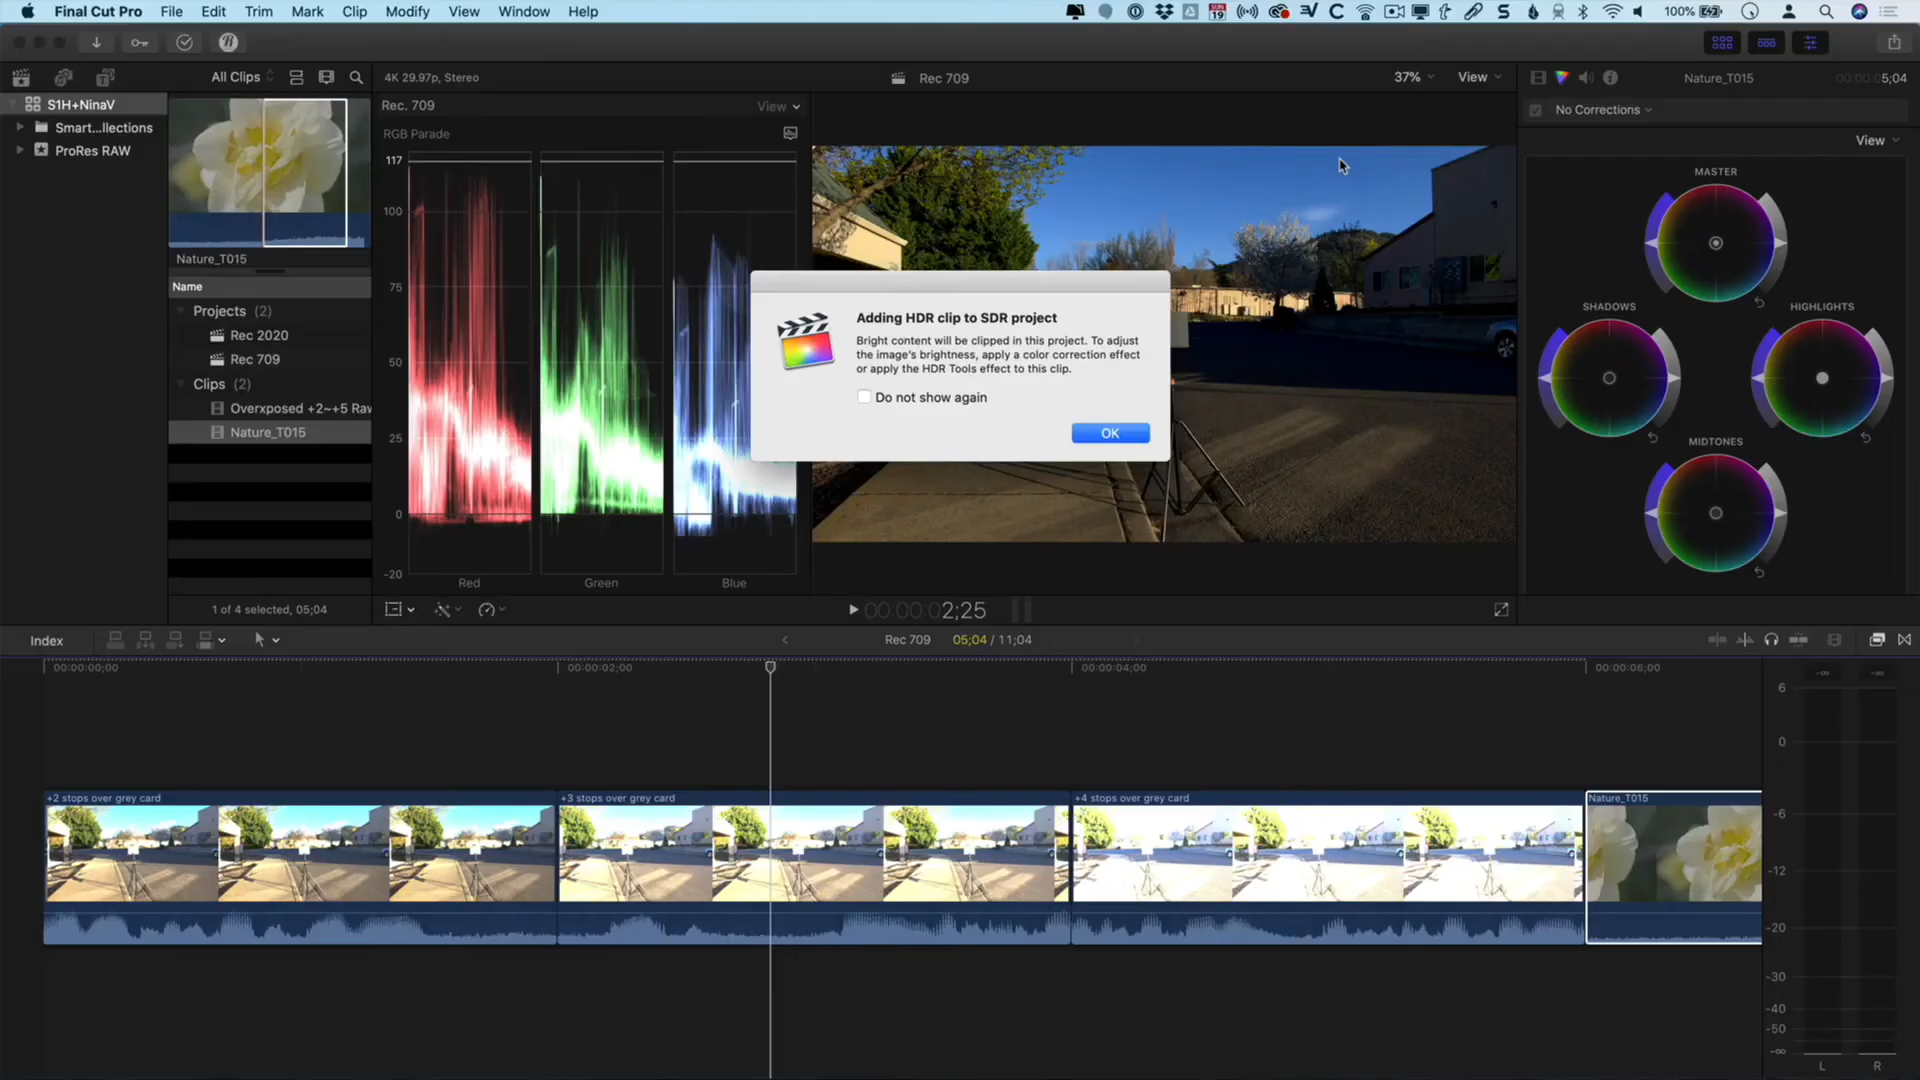 Final Cut Pro File Edit Trim Mark Clip Modify View Window Help
SUN
19
100%
All Clips
4K 29.97p, Stereo
Rec 709
37%
View
Nature_T015
00:00:05;04
S1H+NinaV
Smart...llections
ProRes RAW
Rec. 709
View
No Corrections
RGB Parade
View
117
100
75
50
25
0
-20
Red
Green
Blue
Nature_T015
Name
Projects (2)
Rec 2020
Rec 709
Clips (2)
Overxposed +2~+5 Raw
Nature_T015
1 of 4 selected, 05;04
Adding HDR clip to SDR project
Bright content will be clipped in this project. To adjust
the image's brightness, apply a color correction effect
or apply the HDR Tools effect to this clip.
Do not show again
OK
MASTER
SHADOWS
HIGHLIGHTS
MIDTONES
00:00:02;25
Index
Rec 709
05;04 / 11;04
00:00:00;00
00:00:02;00
00:00:04;00
00:00:06;00
+2 stops over grey card
+3 stops over grey card
+4 stops over grey card
Nature_T015
-∞
-∞
6
0
-6
-12
-20
-30
-40
-50
-∞
L
R